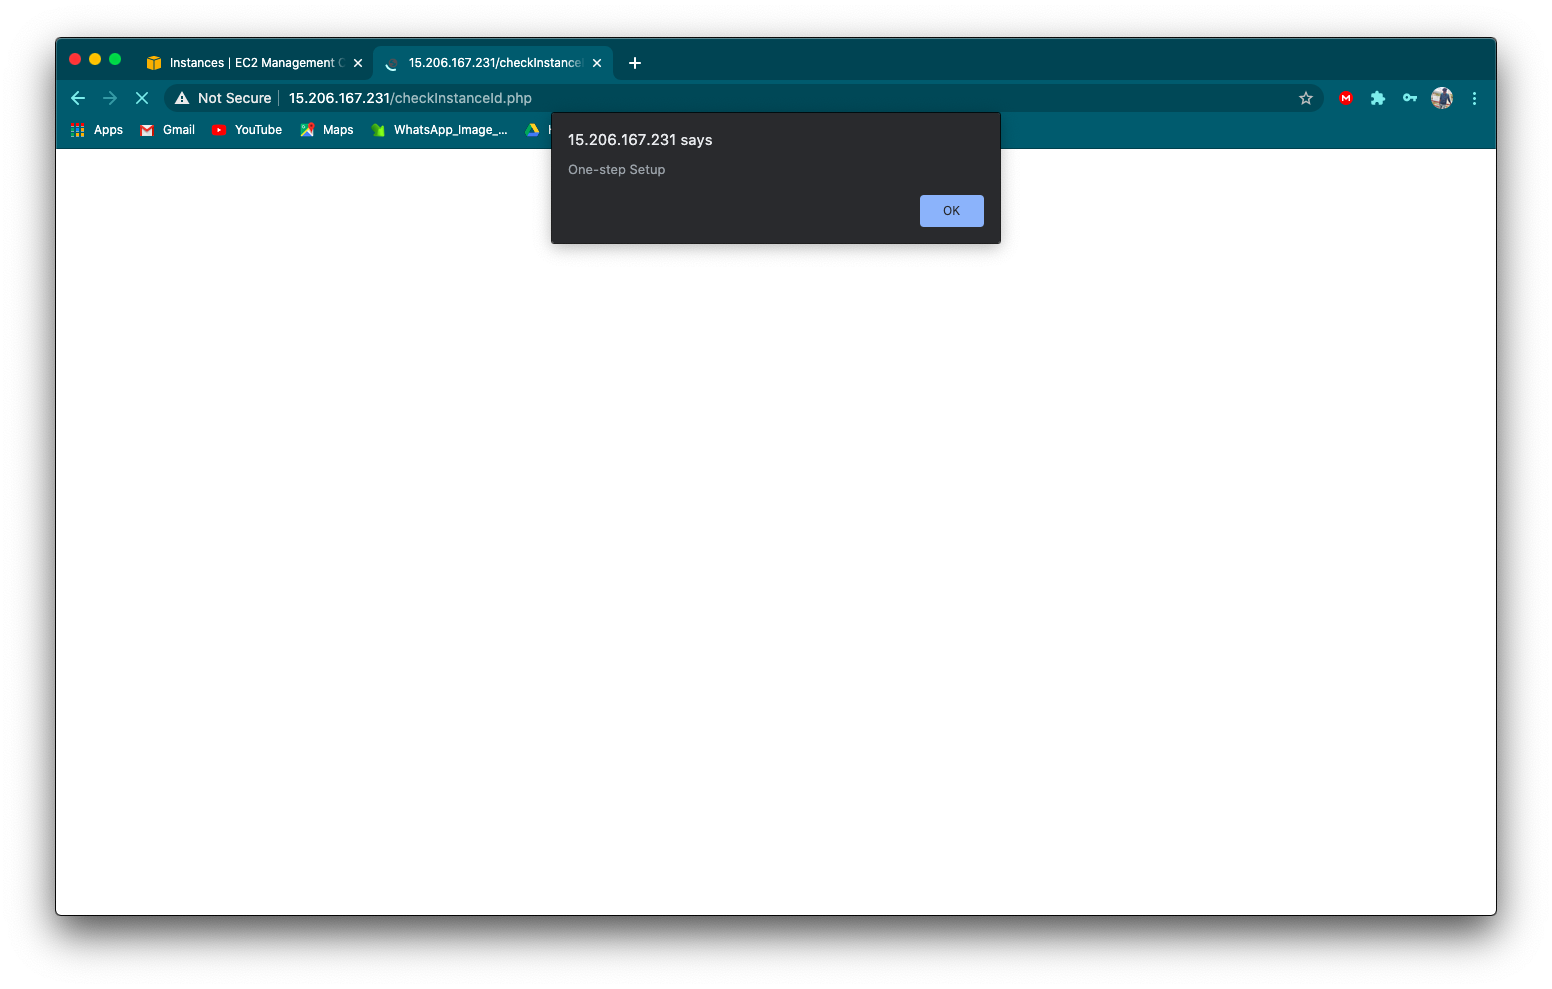 Instances | EC2 Management C
15.206.167.231/checkInstanceI
Not Secure
15.206.167.231/checkInstanceId.php
Apps
Gmail
YouTube
Maps
WhatsApp_Image_...
15.206.167.231 says
One-step Setup
OK